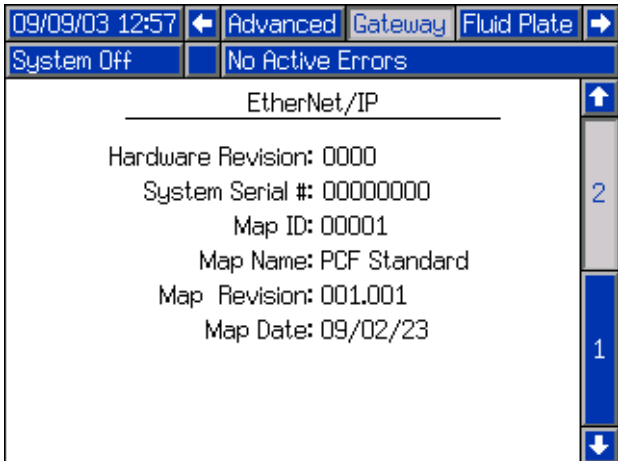 09/09/03 12:57 Advanced Gateway Fluid Plate
System Off No Active Errors
EtherNet/IP
Hardware Revision: 0000
System Serial #: 00000000
Map ID: 00001
Map Name: PCF Standard
Map Revision: 001.001
Map Date: 09/02/23
2
1